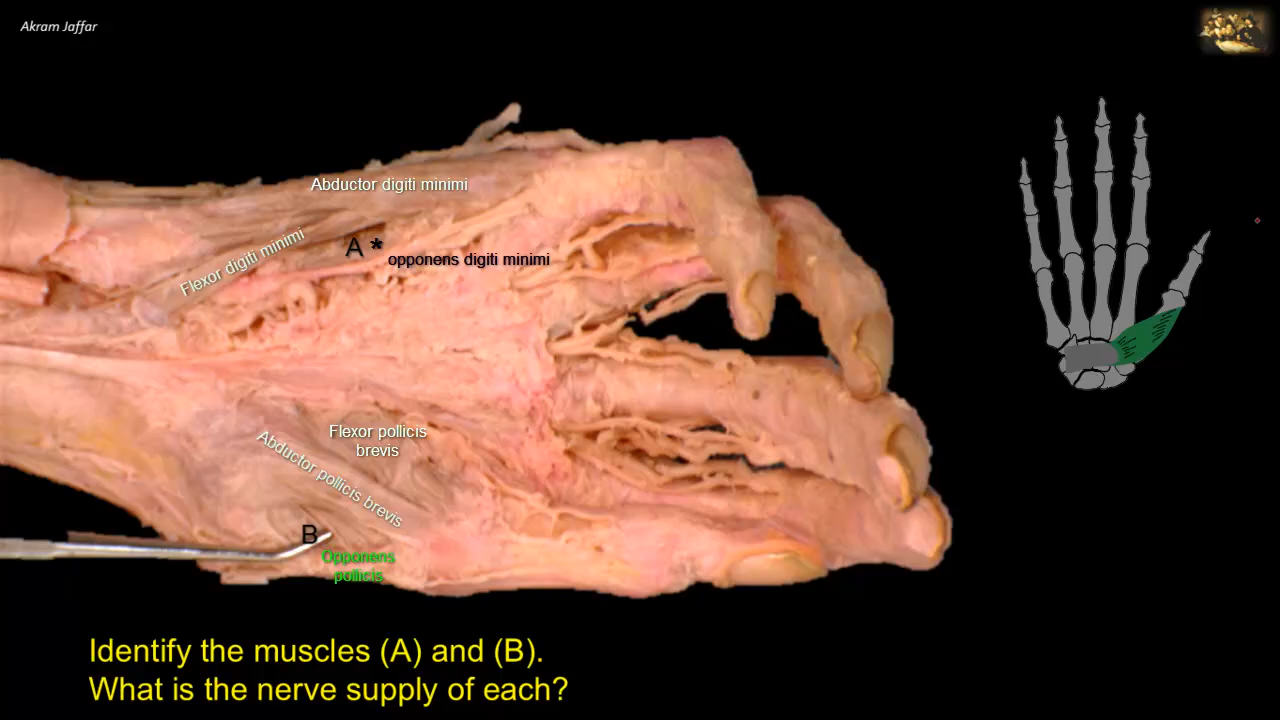 Akram Jaffar
Abductor digiti minimi
Flexor digiti minimi
A *
opponens digiti minimi
Flexor pollicis
brevis
Abductor pollicis brevis
B
Opponens
pollicis
Identify the muscles (A) and (B).
What is the nerve supply of each?